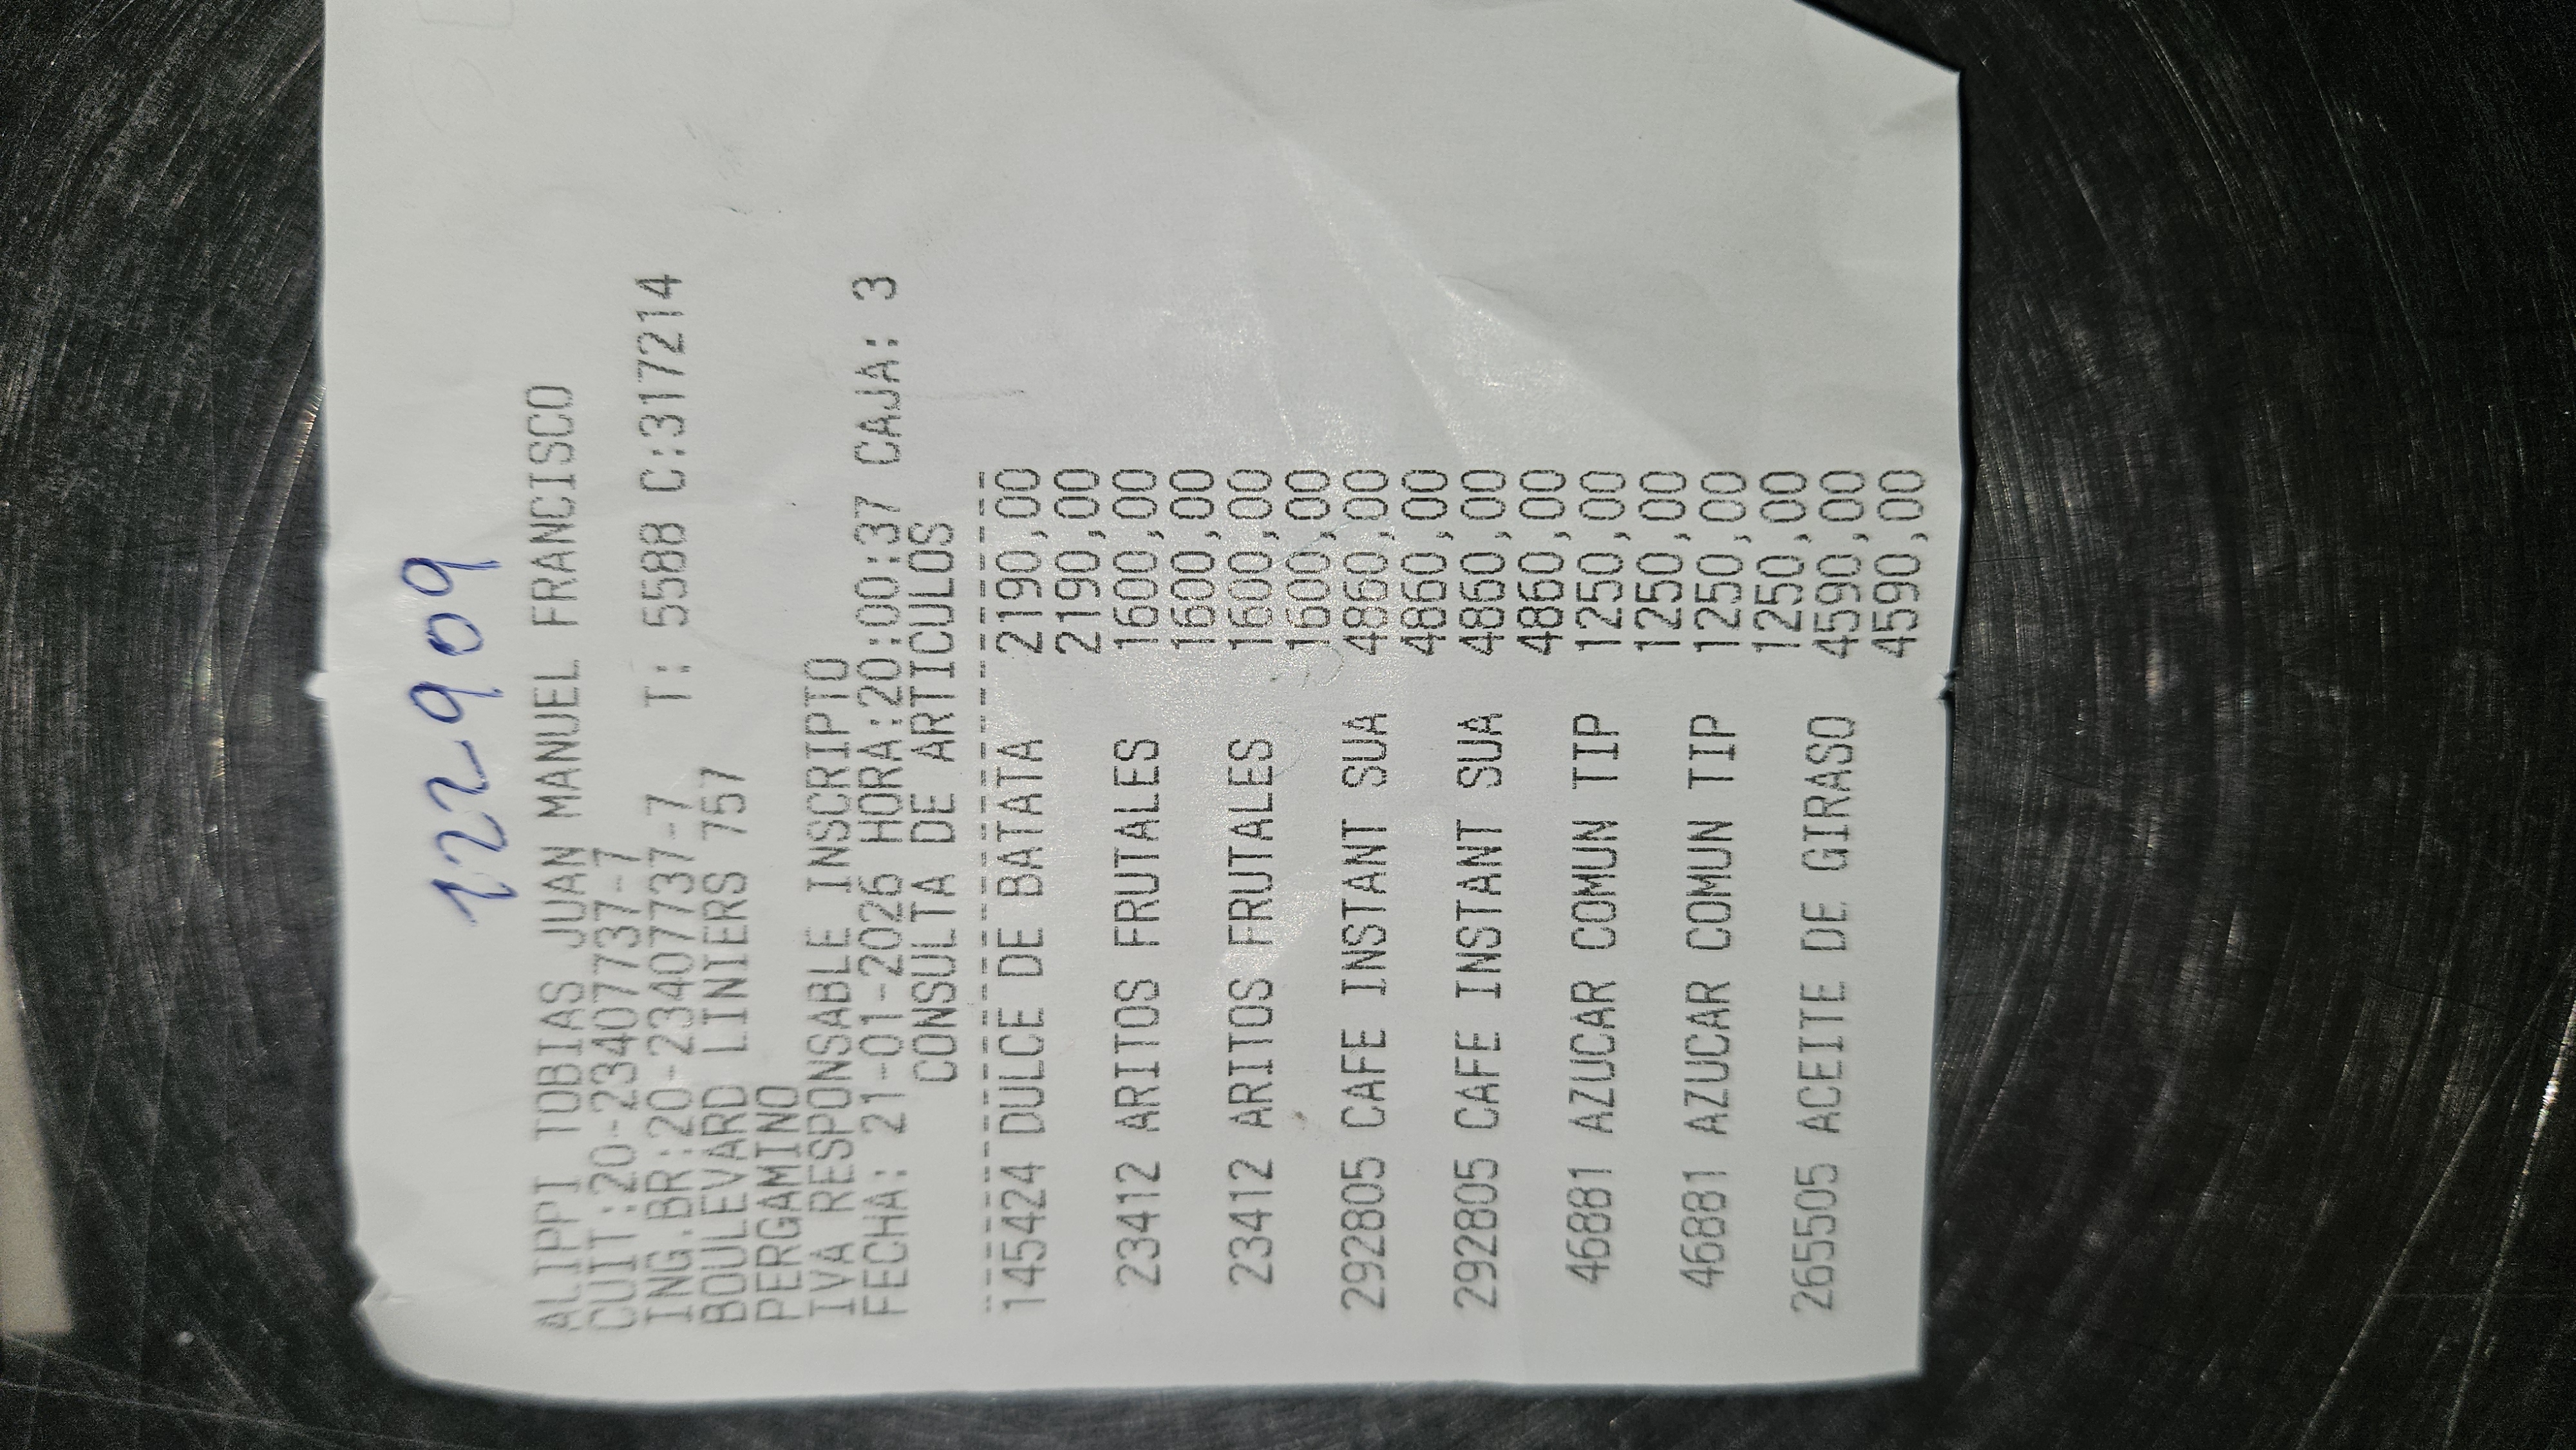 122909
ALIPPI TOBIAS JUAN MANUEL FRANCISCO
CUIT:20-23407737-7
ING.BR:20-23407737-7 T: 5588 C:317214
BOULEVARD LINIERS 757
PERGAMINO
IVA RESPONSABLE INSCRIPTO
FECHA: 21-01-2026 HORA:20:00:37 CAJA: 3
CONSULTA DE ARTICULOS
145424 DULCE DE BATATA 2190,00
2190,00
23412 ARITOS FRUTALES 1600,00
1600,00
23412 ARITOS FRUTALES 1600,00
1600,00
292805 CAFE INSTANT SUA 4860,00
4860,00
292805 CAFE INSTANT SUA 4860,00
4860,00
46881 AZUCAR COMUN TIP 1250,00
1250,00
46881 AZUCAR COMUN TIP 1250,00
1250,00
265505 ACEITE DE GIRASO 4590,00
4590,00